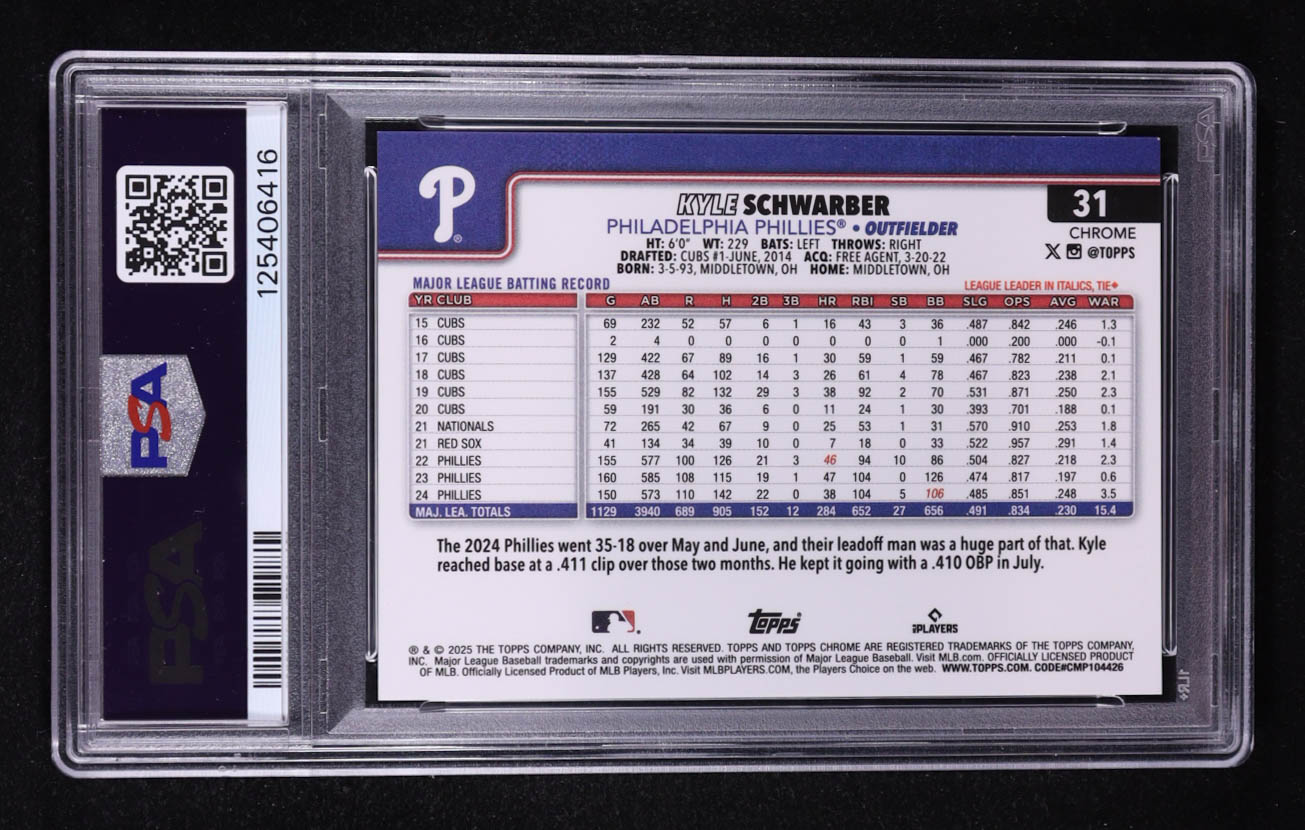 125406416
PSA
PSA
P
KYLE SCHWARBER
31
PHILADELPHIA PHILLIES® • OUTFIELDER
CHROME
HT: 6'0" WT: 229 BATS: LEFT THROWS: RIGHT
@TOPPS
DRAFTED: CUBS #1-JUNE, 2014 ACQ: FREE AGENT, 3-20-22
BORN: 3-5-93, MIDDLETOWN, OH HOME: MIDDLETOWN, OH
MAJOR LEAGUE BATTING RECORD
LEAGUE LEADER IN ITALICS, TIE♦
YR CLUB G AB R H 2B 3B HR RBI SB BB SLG OPS AVG WAR
15 CUBS 69 232 52 57 6 1 16 43 3 36 .487 .842 .246 1.3
16 CUBS 2 4 0 0 0 0 0 0 0 1 .000 .200 .000 -0.1
17 CUBS 129 422 67 89 16 1 30 59 1 59 .467 .782 .211 0.1
18 CUBS 137 428 64 102 14 3 26 61 4 78 .467 .823 .238 2.1
19 CUBS 155 529 82 132 29 3 38 92 2 70 .531 .871 .250 2.3
20 CUBS 59 191 30 36 6 0 11 24 1 30 .393 .701 .188 0.1
21 NATIONALS 72 265 42 67 9 0 25 53 1 31 .570 .910 .253 1.8
21 RED SOX 41 134 34 39 10 0 7 18 0 33 .522 .957 .291 1.4
22 PHILLIES 155 577 100 126 21 3 46 94 10 86 .504 .827 .218 2.3
23 PHILLIES 160 585 108 115 19 1 47 104 0 126 .474 .817 .197 0.6
24 PHILLIES 150 573 110 142 22 0 38 104 5 106 .485 .851 .248 3.5
MAJ. LEA. TOTALS 1129 3940 689 905 152 12 284 652 27 656 .491 .834 .230 15.4
The 2024 Phillies went 35-18 over May and June, and their leadoff man was a huge part of that. Kyle
reached base at a .411 clip over those two months. He kept it going with a .410 OBP in July.
Topps
PLAYERS
® & © 2025 THE TOPPS COMPANY, INC. ALL RIGHTS RESERVED. TOPPS AND TOPPS CHROME ARE REGISTERED TRADEMARKS OF THE TOPPS COMPANY,
INC. Major League Baseball trademarks and copyrights are used with permission of Major League Baseball. Visit MLB.com. OFFICIALLY LICENSED PRODUCT
OF MLB. Officially Licensed Product of MLB Players, Inc. Visit MLBPLAYERS.COM, the Players Choice on the web. WWW.TOPPS.COM. CODE#CMP104426